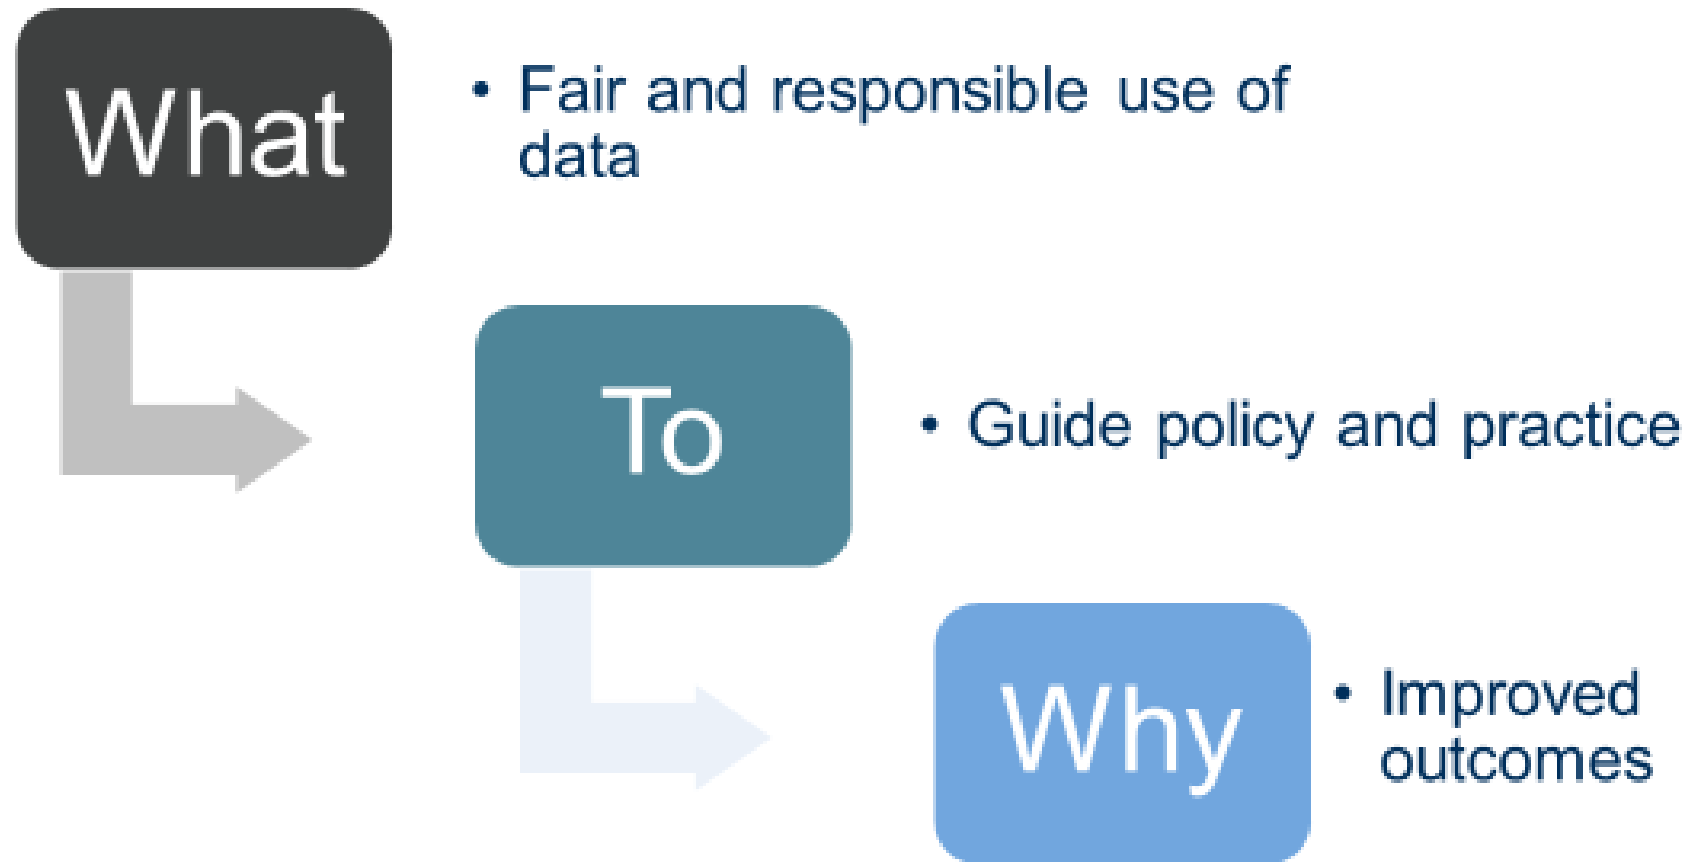 What
• Fair and responsible use of
data
To
• Guide policy and practice
Why
• Improved
outcomes